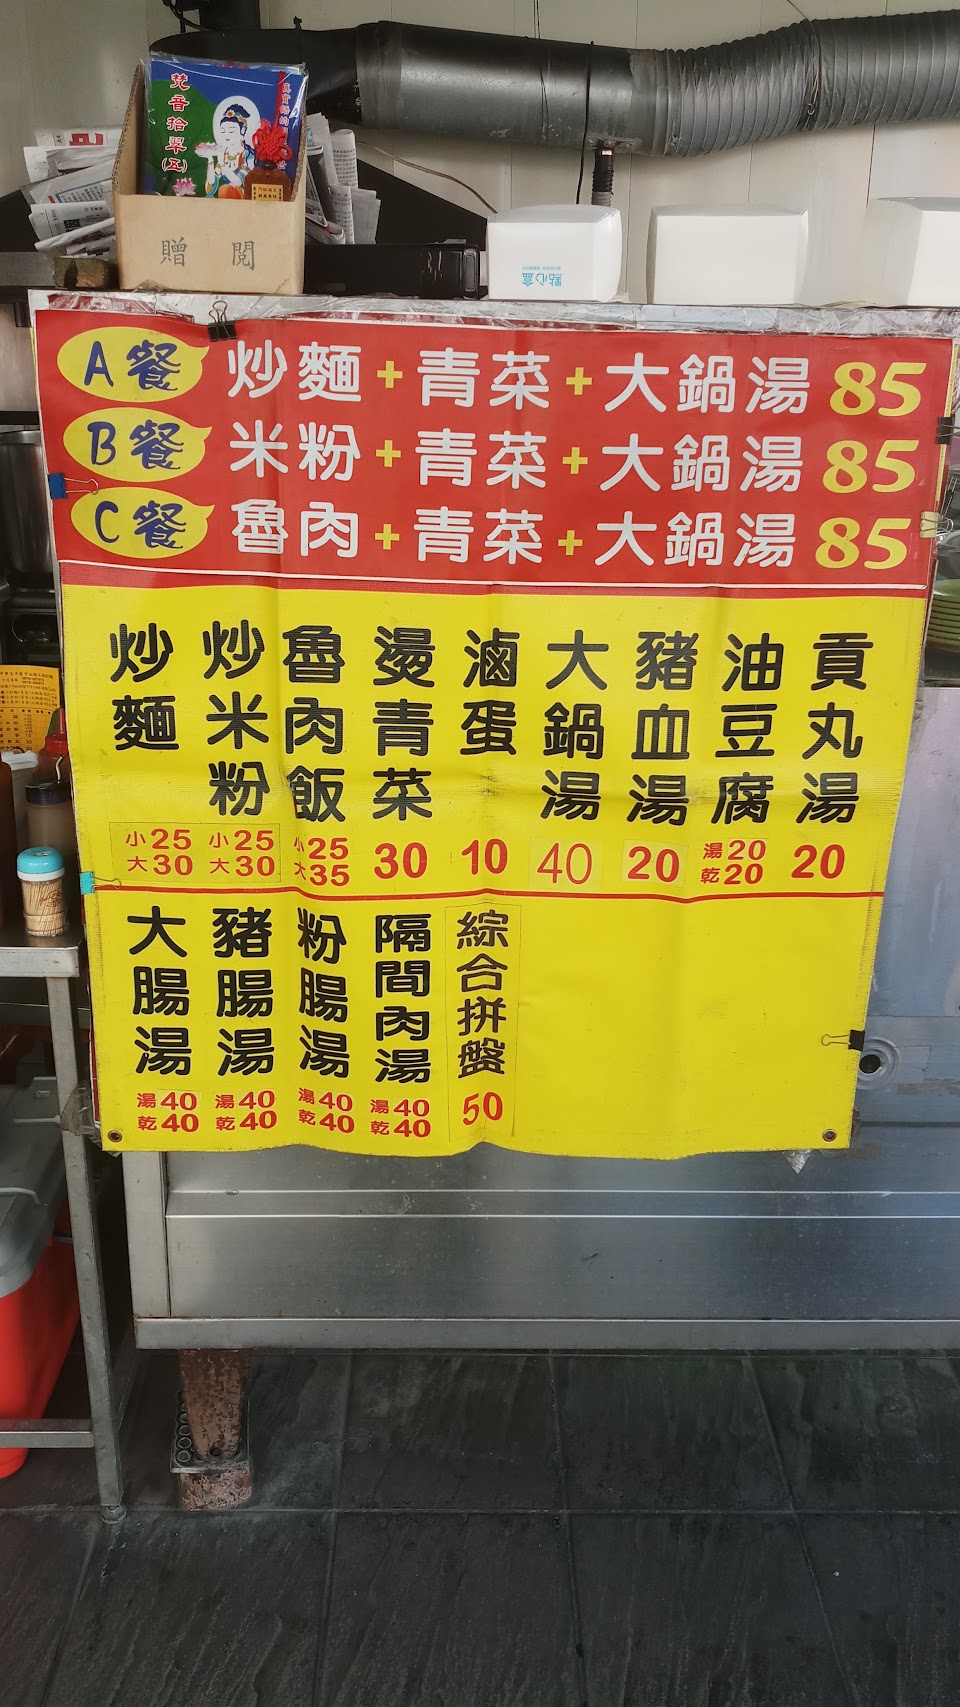 梵音拾翠(五)
贈 閱
點心盒
A餐 炒麵+青菜+大鍋湯 85
B餐 米粉+青菜+大鍋湯 85
C餐 魯肉+青菜+大鍋湯 85
炒麵 小25 大30
炒米粉 小25 大30
魯肉飯 小25 大35
燙青菜 30
滷蛋 10
大鍋湯 40
豬血湯 20
油豆腐 湯20 乾20
貢丸湯 20
大腸湯 湯40 乾40
豬腸湯 湯40 乾40
粉腸湯 湯40 乾40
隔間肉湯 湯40 乾40
綜合拼盤 50